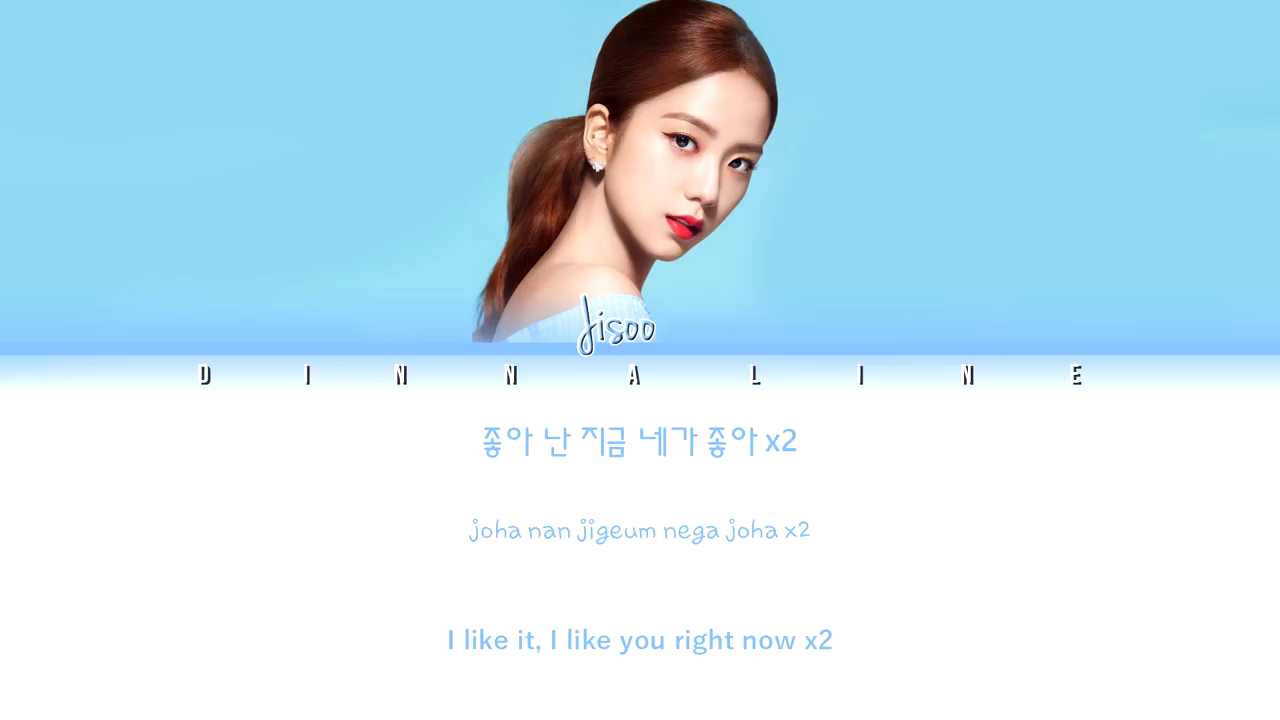 Jisoo
D I N N A L I N E
좋아 난 지금 네가 좋아 x2
joha nan jigeum nega joha x2
I like it, I like you right now x2